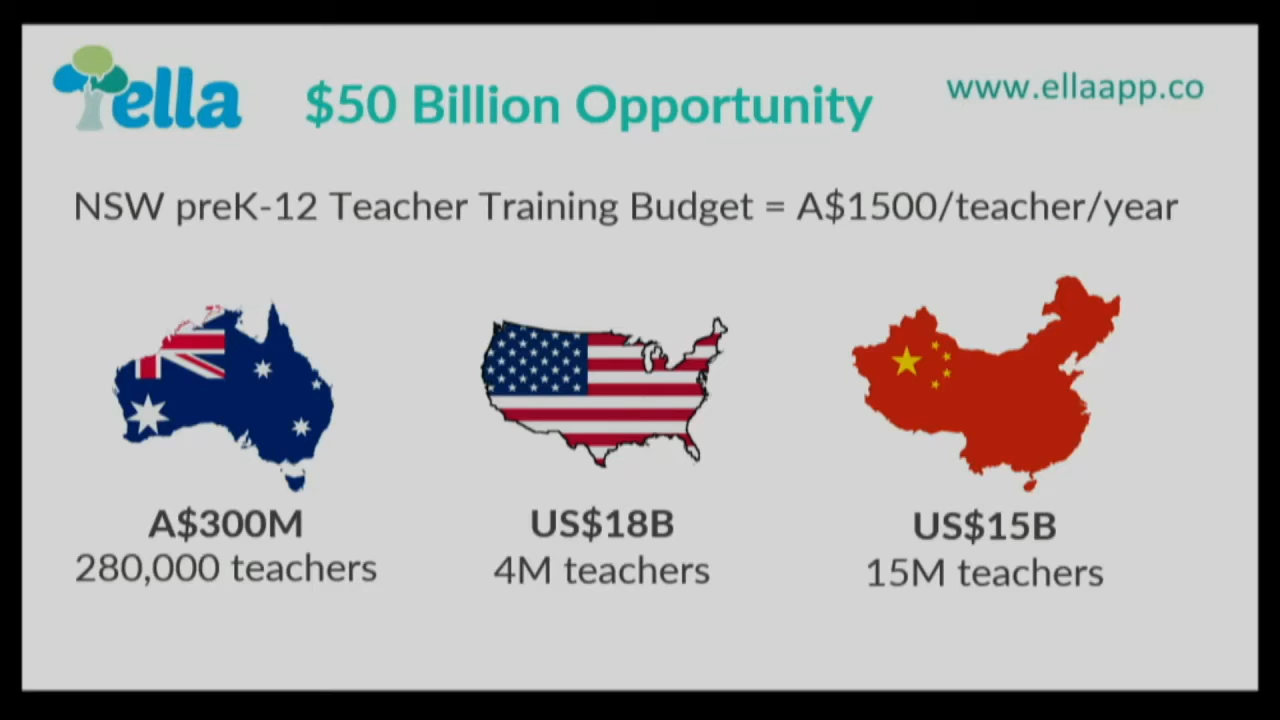 ella
$50 Billion Opportunity
www.ellaapp.co
NSW preK-12 Teacher Training Budget = A$1500/teacher/year
A$300M
280,000 teachers
US$18B
4M teachers
US$15B
15M teachers